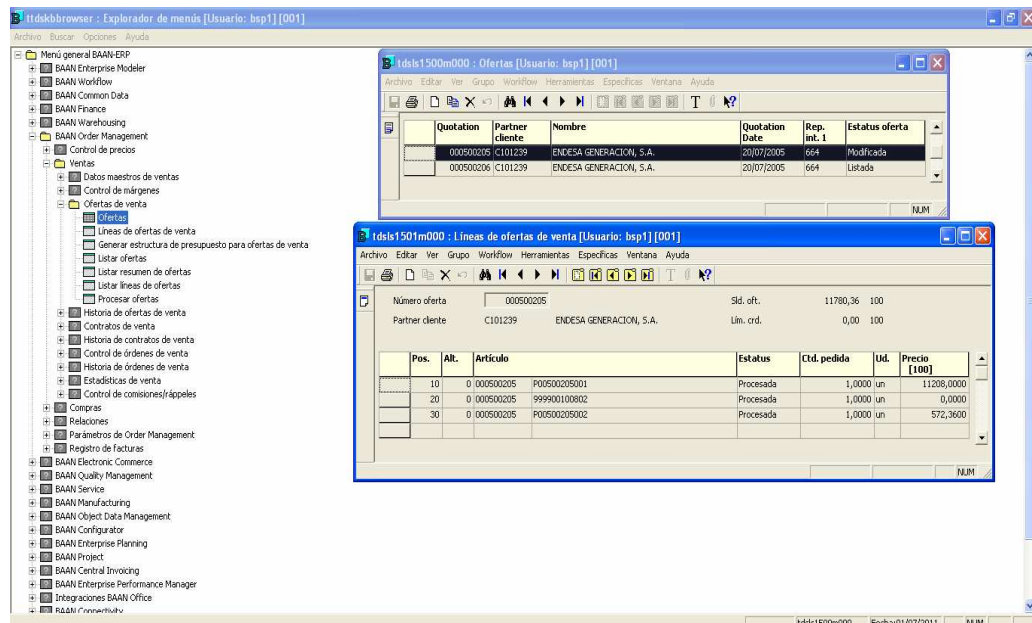 ttdskbbrowser : Explorador de menús [Usuario: bsp1] [001]
Archivo Buscar Opciones Ayuda
Menú general BAAN-ERP
BAAN Enterprise Modeler
BAAN Workflow
BAAN Common Data
BAAN Finance
BAAN Warehousing
BAAN Order Management
Control de precios
Ventas
Datos maestros de ventas
Control de márgenes
Ofertas de venta
Ofertas
Líneas de ofertas de venta
Generar estructura de presupuesto para ofertas de venta
Listar ofertas
Listar resumen de ofertas
Listar líneas de ofertas
Procesar ofertas
Historia de ofertas de venta
Contratos de venta
Historia de contratos de venta
Control de órdenes de venta
Historia de órdenes de venta
Estadísticas de venta
Control de comisiones/ráppeles
Compras
Relaciones
Parámetros de Order Management
Registro de facturas
BAAN Electronic Commerce
BAAN Quality Management
BAAN Service
BAAN Manufacturing
BAAN Object Data Management
BAAN Configurator
BAAN Enterprise Planning
BAAN Project
BAAN Central Invoicing
BAAN Enterprise Performance Manager
Integraciones BAAN Office
BAAN Connectivity
tdsls1500m000 : Ofertas [Usuario: bsp1] [001]
Archivo Editar Ver Grupo Workflow Herramientas Específicas Ventana Ayuda
Quotation Partner cliente Nombre Quotation Date Rep. int. 1 Estatus oferta
000500205 C101239 ENDESA GENERACION, S.A. 20/07/2005 664 Modificada
000500206 C101239 ENDESA GENERACION, S.A. 20/07/2005 664 Listada
NUM
tdsls1501m000 : Líneas de ofertas de venta [Usuario: bsp1] [001]
Archivo Editar Ver Grupo Workflow Herramientas Específicas Ventana Ayuda
Número oferta 000500205 Sld. oft. 11780,36 100
Partner cliente C101239 ENDESA GENERACION, S.A. Lím. crd. 0,00 100
Pos. Alt. Artículo Estatus Ctd. pedida Ud. Precio [100]
10 0 000500205 P00500205001 Procesada 1,0000 un 11208,0000
20 0 000500205 999900100802 Procesada 1,0000 un 0,0000
30 0 000500205 P00500205002 Procesada 1,0000 un 572,3600
NUM
tdsls1500m000 Fecha:01/07/2011 NUM